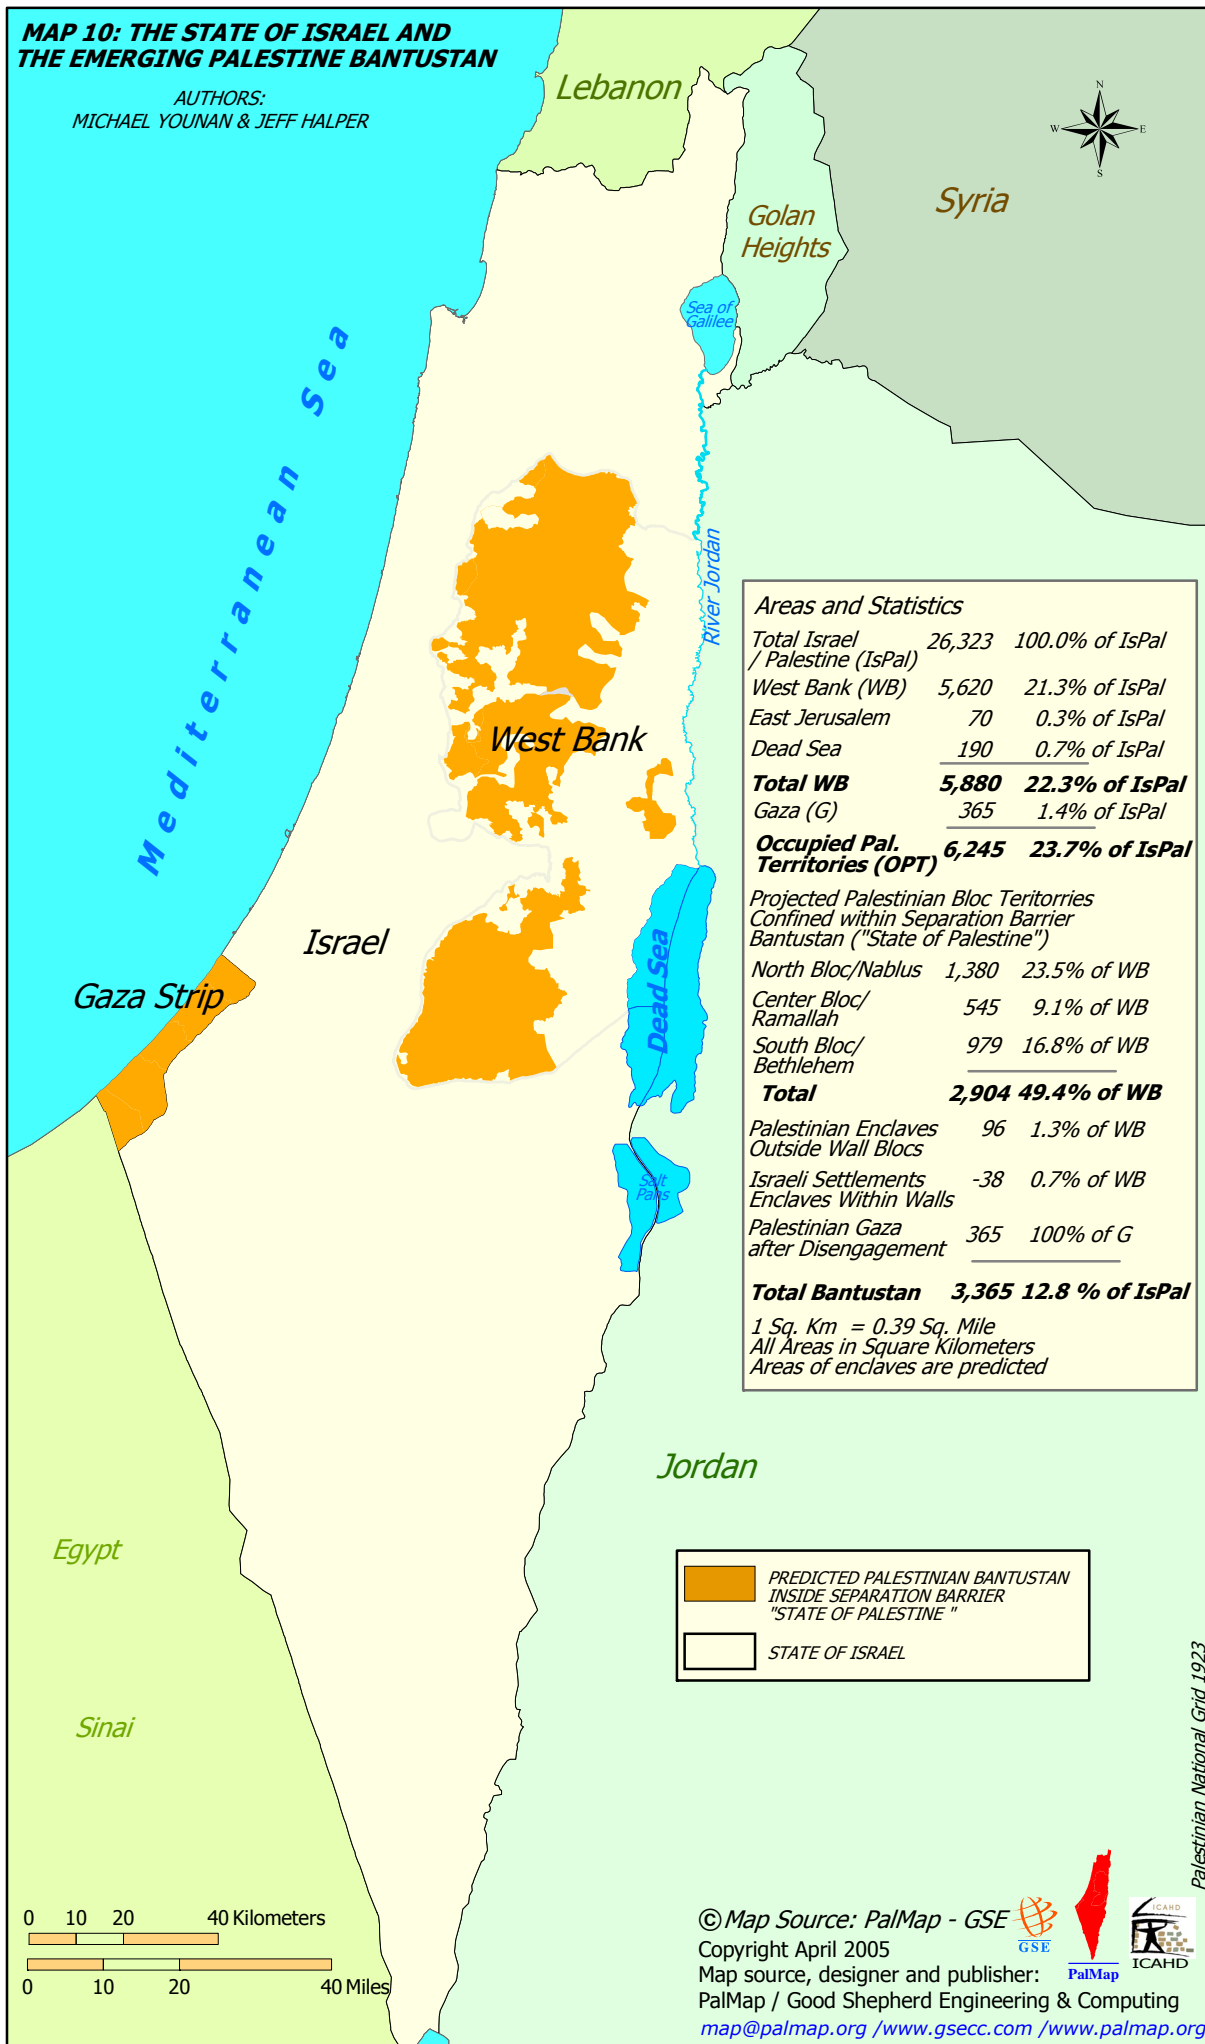 MAP 10: THE STATE OF ISRAEL AND
THE EMERGING PALESTINE BANTUSTAN
AUTHORS:
MICHAEL YOUNAN & JEFF HALPER
Lebanon
N
W
E
S
Syria
Golan
Heights
Sea of
Galilee
Mediterranean Sea
River Jordan
West Bank
Israel
Gaza Strip
Dead Sea
Salt
Pans
Jordan
Egypt
Sinai
Areas and Statistics
Total Israel 26,323 100.0% of IsPal
/ Palestine (IsPal)
West Bank (WB) 5,620 21.3% of IsPal
East Jerusalem 70 0.3% of IsPal
Dead Sea 190 0.7% of IsPal
Total WB 5,880 22.3% of IsPal
Gaza (G) 365 1.4% of IsPal
Occupied Pal. 6,245 23.7% of IsPal
Territories (OPT)
Projected Palestinian Bloc Teritorries
Confined within Separation Barrier
Bantustan ("State of Palestine")
North Bloc/Nablus 1,380 23.5% of WB
Center Bloc/ 545 9.1% of WB
Ramallah
South Bloc/ 979 16.8% of WB
Bethlehem
Total 2,904 49.4% of WB
Palestinian Enclaves 96 1.3% of WB
Outside Wall Blocs
Israeli Settlements -38 0.7% of WB
Enclaves Within Walls
Palestinian Gaza 365 100% of G
after Disengagement
Total Bantustan 3,365 12.8 % of IsPal
1 Sq. Km = 0.39 Sq. Mile
All Areas in Square Kilometers
Areas of enclaves are predicted
PREDICTED PALESTINIAN BANTUSTAN
INSIDE SEPARATION BARRIER
"STATE OF PALESTINE "
STATE OF ISRAEL
Palestinian National Grid 1923
0 10 20 40 Kilometers
0 10 20 40 Miles
© Map Source: PalMap - GSE
GSE
PalMap
ICAHD
ICAHD
Copyright April 2005
Map source, designer and publisher:
PalMap / Good Shepherd Engineering & Computing
map@palmap.org /www.gsecc.com /www.palmap.org